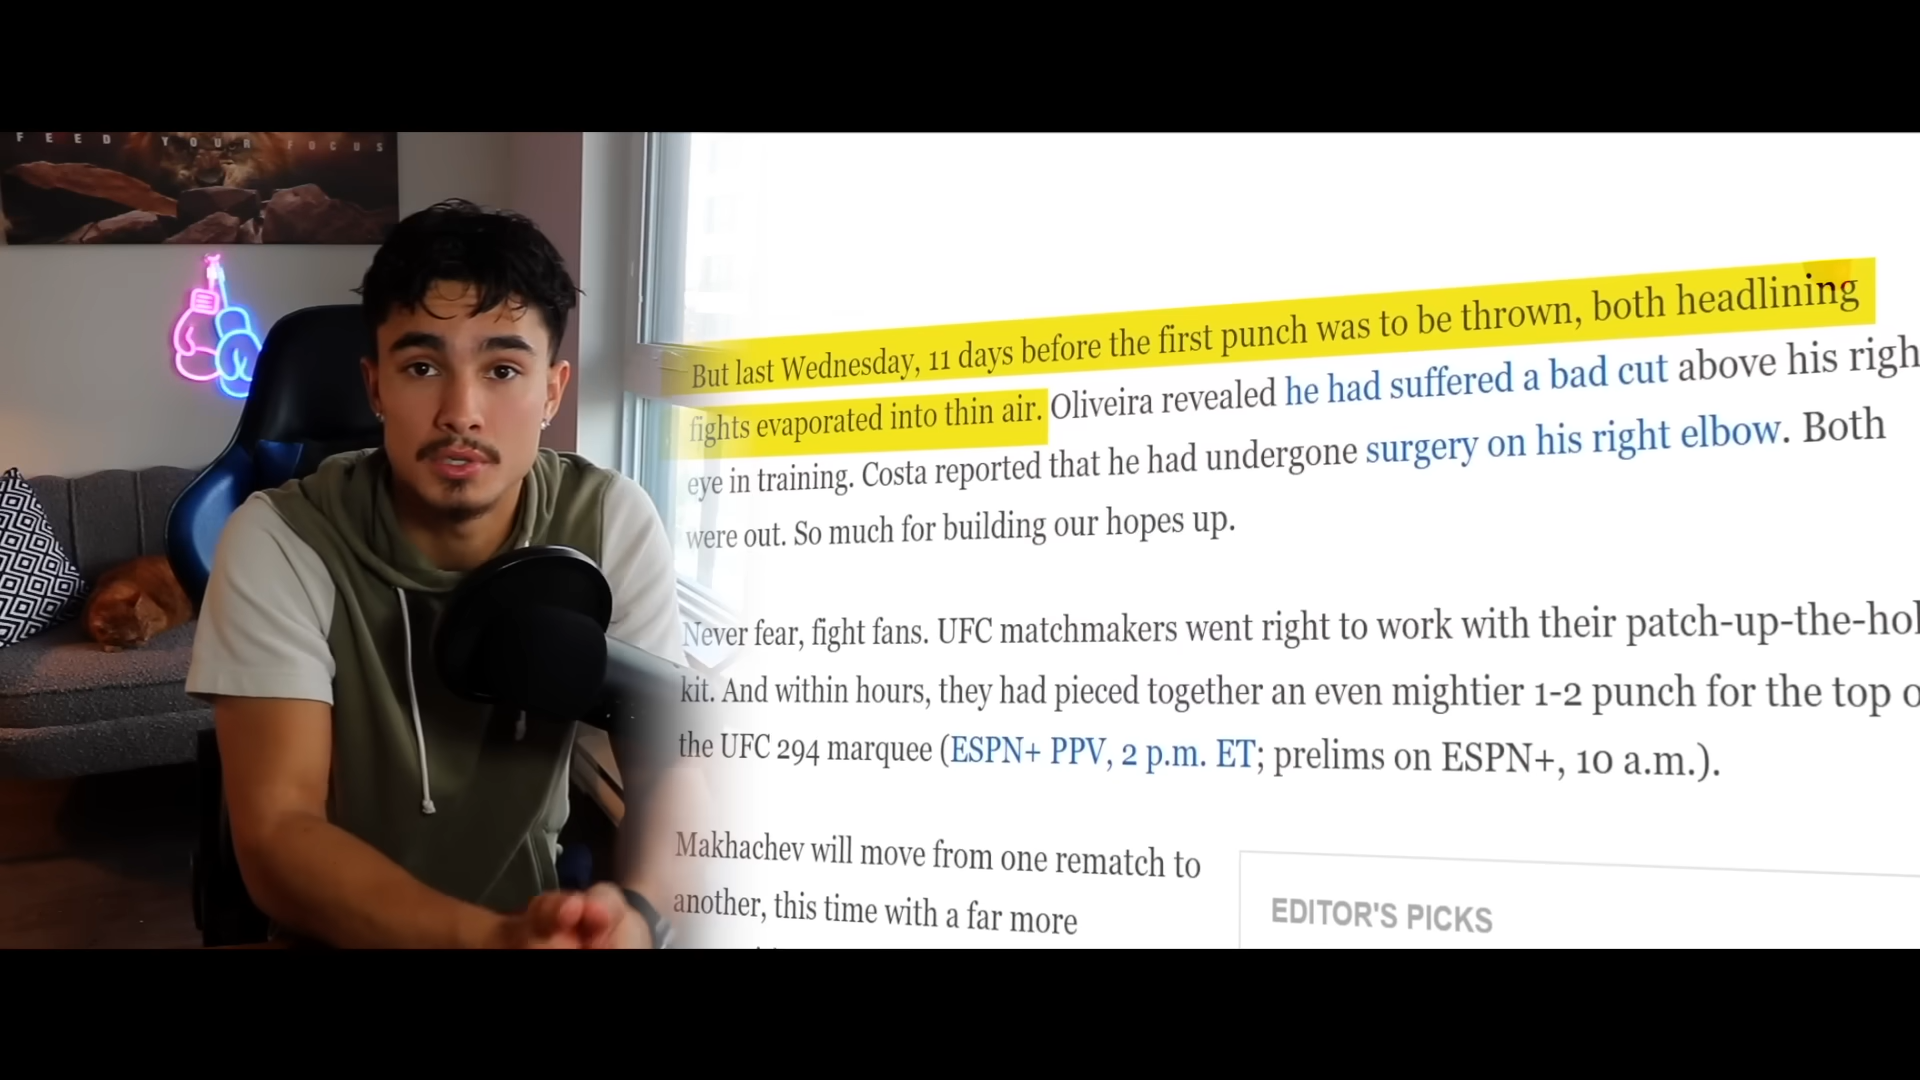 FEED YOUR FOCUS
But last Wednesday, 11 days before the first punch was to be thrown, both headlining
fights evaporated into thin air. Oliveira revealed he had suffered a bad cut above his righ
eye in training. Costa reported that he had undergone surgery on his right elbow. Both
were out. So much for building our hopes up.
Never fear, fight fans. UFC matchmakers went right to work with their patch-up-the-hol
kit. And within hours, they had pieced together an even mightier 1-2 punch for the top o
the UFC 294 marquee (ESPN+ PPV, 2 p.m. ET; prelims on ESPN+, 10 a.m.).
Makhachev will move from one rematch to
another, this time with a far more
EDITOR'S PICKS